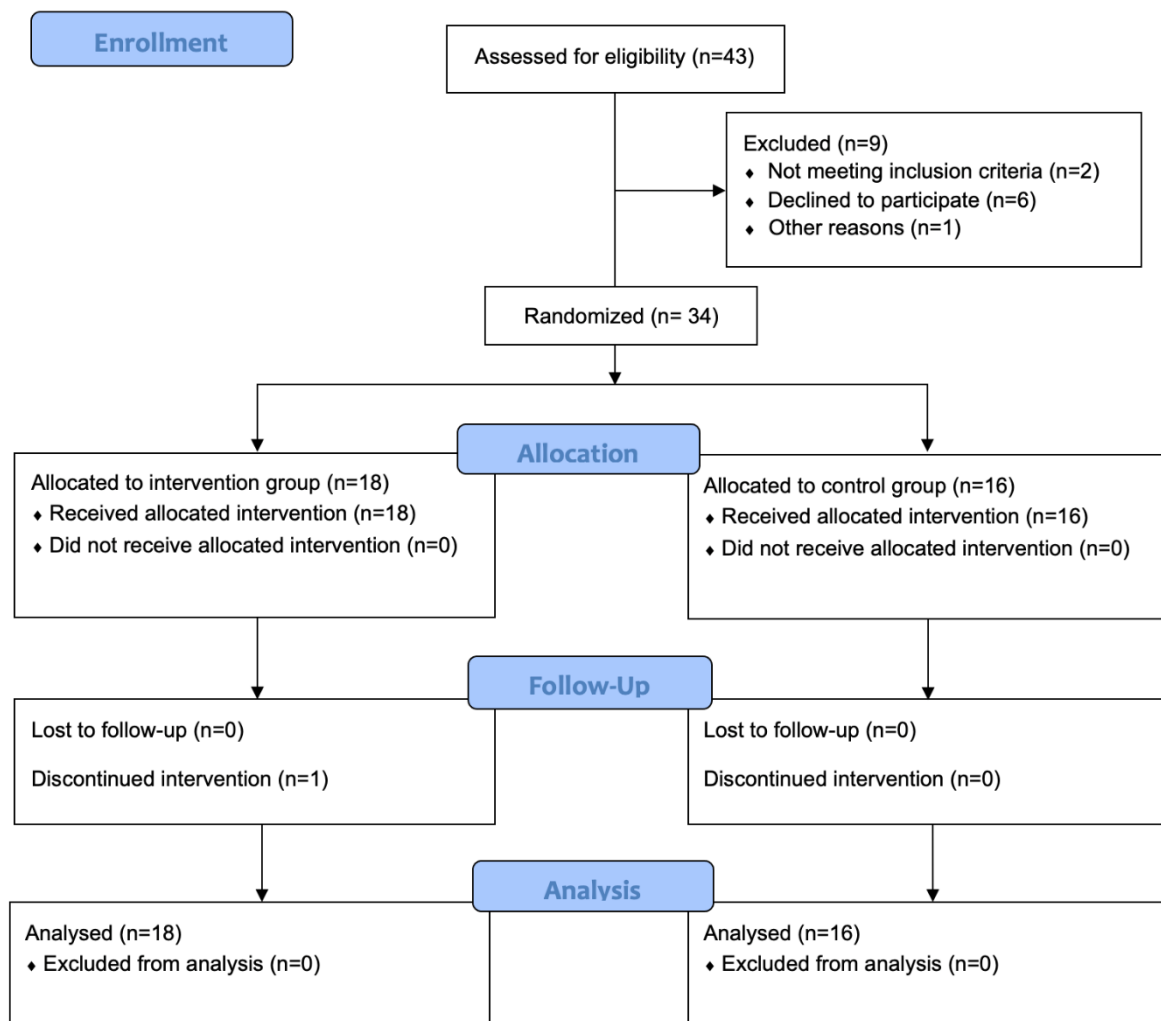 Enrollment
Assessed for eligibility (n=43)
Excluded (n=9)
♦ Not meeting inclusion criteria (n=2)
♦ Declined to participate (n=6)
♦ Other reasons (n=1)
Randomized (n= 34)
Allocation
Allocated to intervention group (n=18)
♦ Received allocated intervention (n=18)
♦ Did not receive allocated intervention (n=0)
Allocated to control group (n=16)
♦ Received allocated intervention (n=16)
♦ Did not receive allocated intervention (n=0)
Follow-Up
Lost to follow-up (n=0)
Discontinued intervention (n=1)
Lost to follow-up (n=0)
Discontinued intervention (n=0)
Analysis
Analysed (n=18)
♦ Excluded from analysis (n=0)
Analysed (n=16)
♦ Excluded from analysis (n=0)